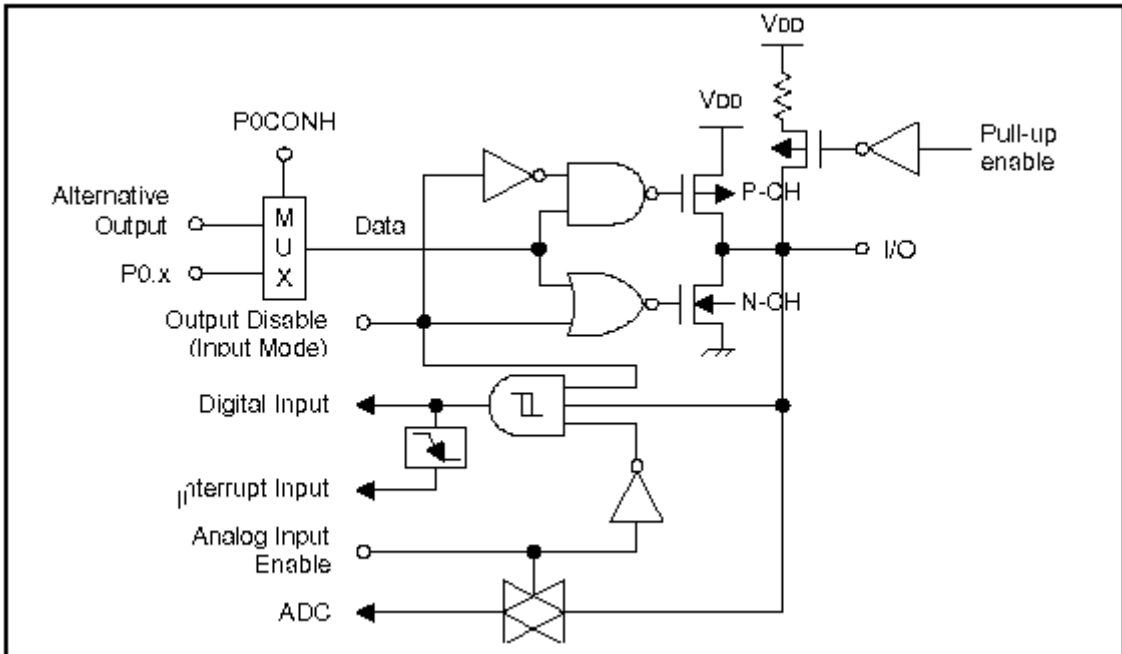 VDD
VDD
P0CONH
Pull-up
enable
Alternative
Output
M
U
X
Data
P-CH
I/O
P0.x
N-CH
Output Disable
(Input Mode)
Digital Input
Interrupt Input
Analog Input
Enable
ADC